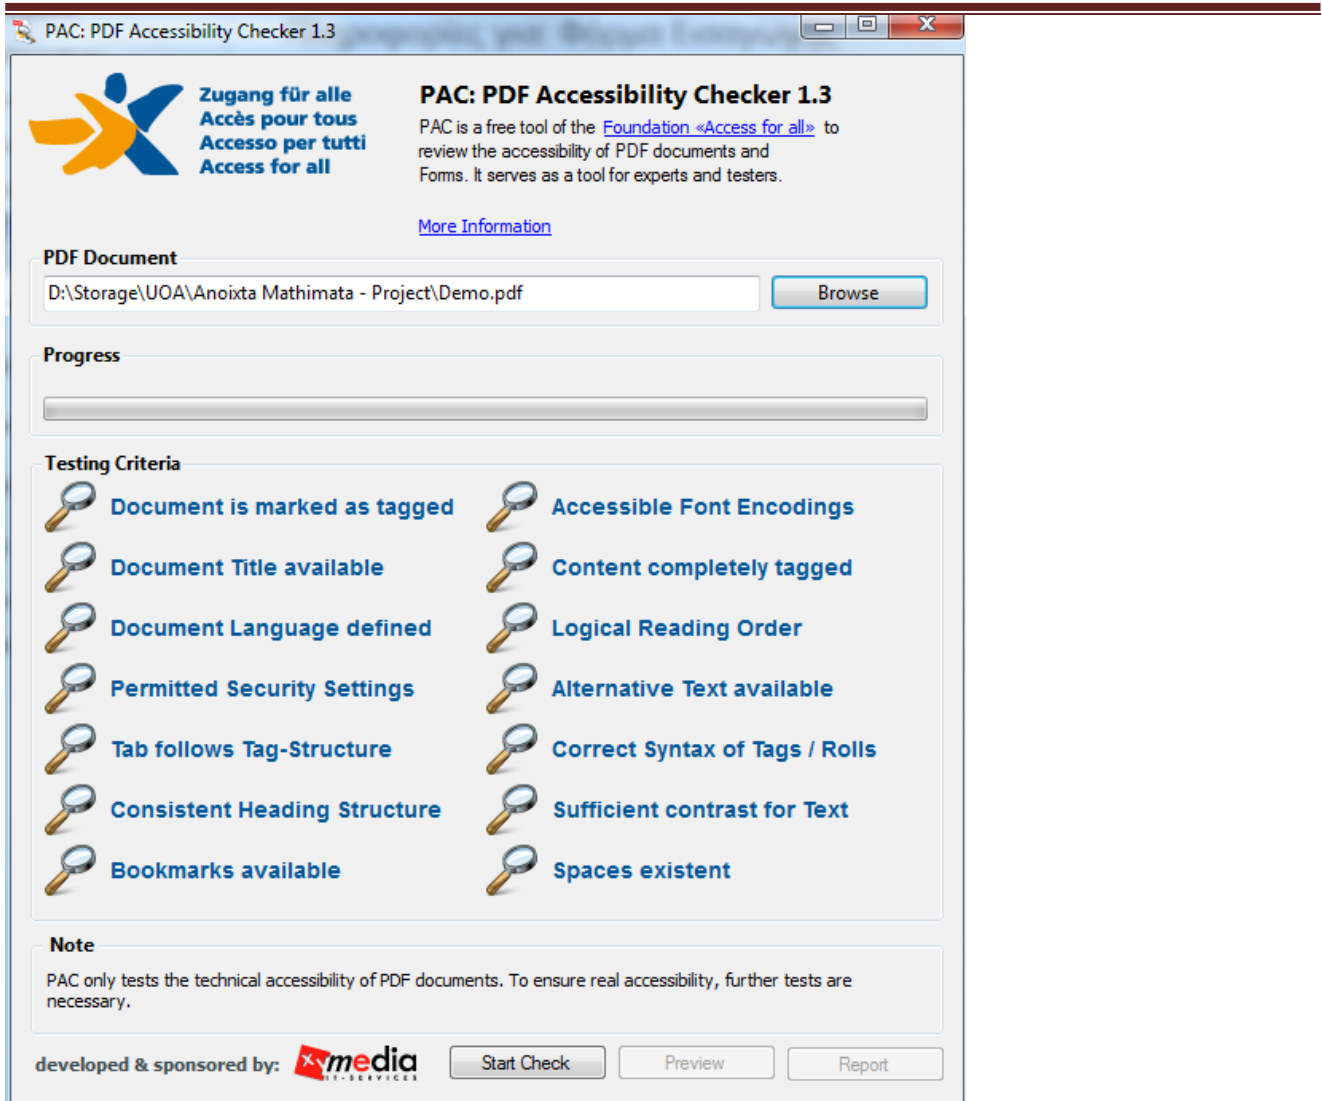 PAC: PDF Accessibility Checker 1.3
Zugang für alle
Accès pour tous
Accesso per tutti
Access for all
PAC: PDF Accessibility Checker 1.3
PAC is a free tool of the Foundation «Access for all» to
review the accessibility of PDF documents and
Forms. It serves as a tool for experts and testers.
More Information
PDF Document
D:\Storage\UOA\Anoixta Mathimata - Project\Demo.pdf
Browse
Progress
Testing Criteria
Document is marked as tagged
Accessible Font Encodings
Document Title available
Content completely tagged
Document Language defined
Logical Reading Order
Permitted Security Settings
Alternative Text available
Tab follows Tag-Structure
Correct Syntax of Tags / Rolls
Consistent Heading Structure
Sufficient contrast for Text
Bookmarks available
Spaces existent
Note
PAC only tests the technical accessibility of PDF documents. To ensure real accessibility, further tests are
necessary.
developed & sponsored by:
xymedia
IT-SERVICES
Start Check
Preview
Report